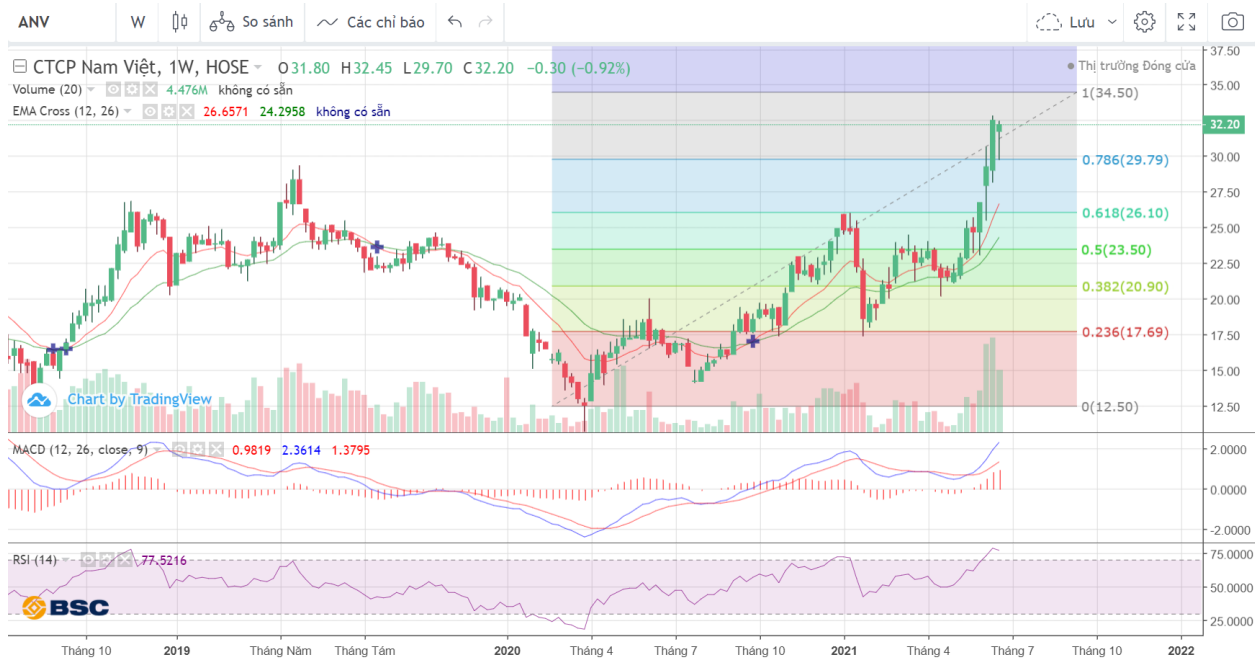 ANV W So sánh Các chỉ báo Lưu
CTCP Nam Việt, 1W, HOSE O31.80 H32.45 L29.70 C32.20 −0.30 (−0.92%)
Thị trường Đóng cửa
Volume (20) 4.476M không có sẵn
EMA Cross (12, 26) 26.6571 24.2958 không có sẵn
37.50
35.00
32.20
30.00
27.50
25.00
22.50
20.00
17.50
15.00
12.50
1(34.50)
0.786(29.79)
0.618(26.10)
0.5(23.50)
0.382(20.90)
0.236(17.69)
0(12.50)
Chart by TradingView
MACD (12, 26, close, 9) 0.9819 2.3614 1.3795
2.0000
0.0000
−2.0000
RSI (14) 77.5216
75.0000
50.0000
25.0000
BSC
Tháng 10 2019 Tháng Năm Tháng Tám 2020 Tháng 4 Tháng 7 Tháng 10 2021 Tháng 4 Tháng 7 Tháng 10 2022